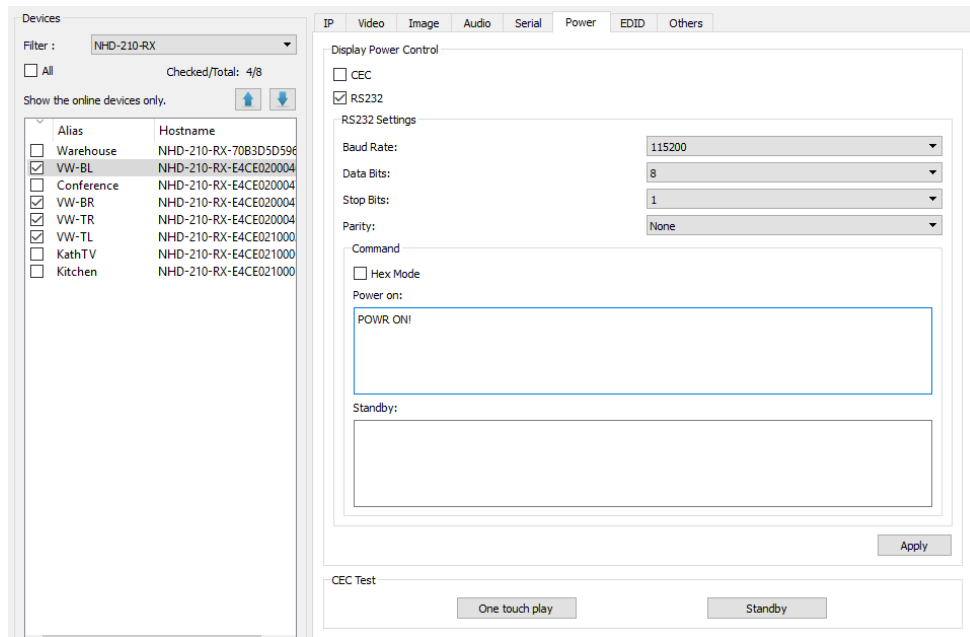 Devices
Filter : NHD-210-RX
All Checked/Total: 4/8
Show the online devices only.
Alias Hostname
Warehouse NHD-210-RX-70B3D5D596
VW-BL NHD-210-RX-E4CE020004
Conference NHD-210-RX-E4CE020004
VW-BR NHD-210-RX-E4CE020004
VW-TR NHD-210-RX-E4CE020004
VW-TL NHD-210-RX-E4CE021000
KathTV NHD-210-RX-E4CE021000
Kitchen NHD-210-RX-E4CE021000
IP Video Image Audio Serial Power EDID Others
Display Power Control
CEC
RS232
RS232 Settings
Baud Rate: 115200
Data Bits: 8
Stop Bits: 1
Parity: None
Command
Hex Mode
Power on:
POWR ON!
Standby:
Apply
CEC Test
One touch play Standby